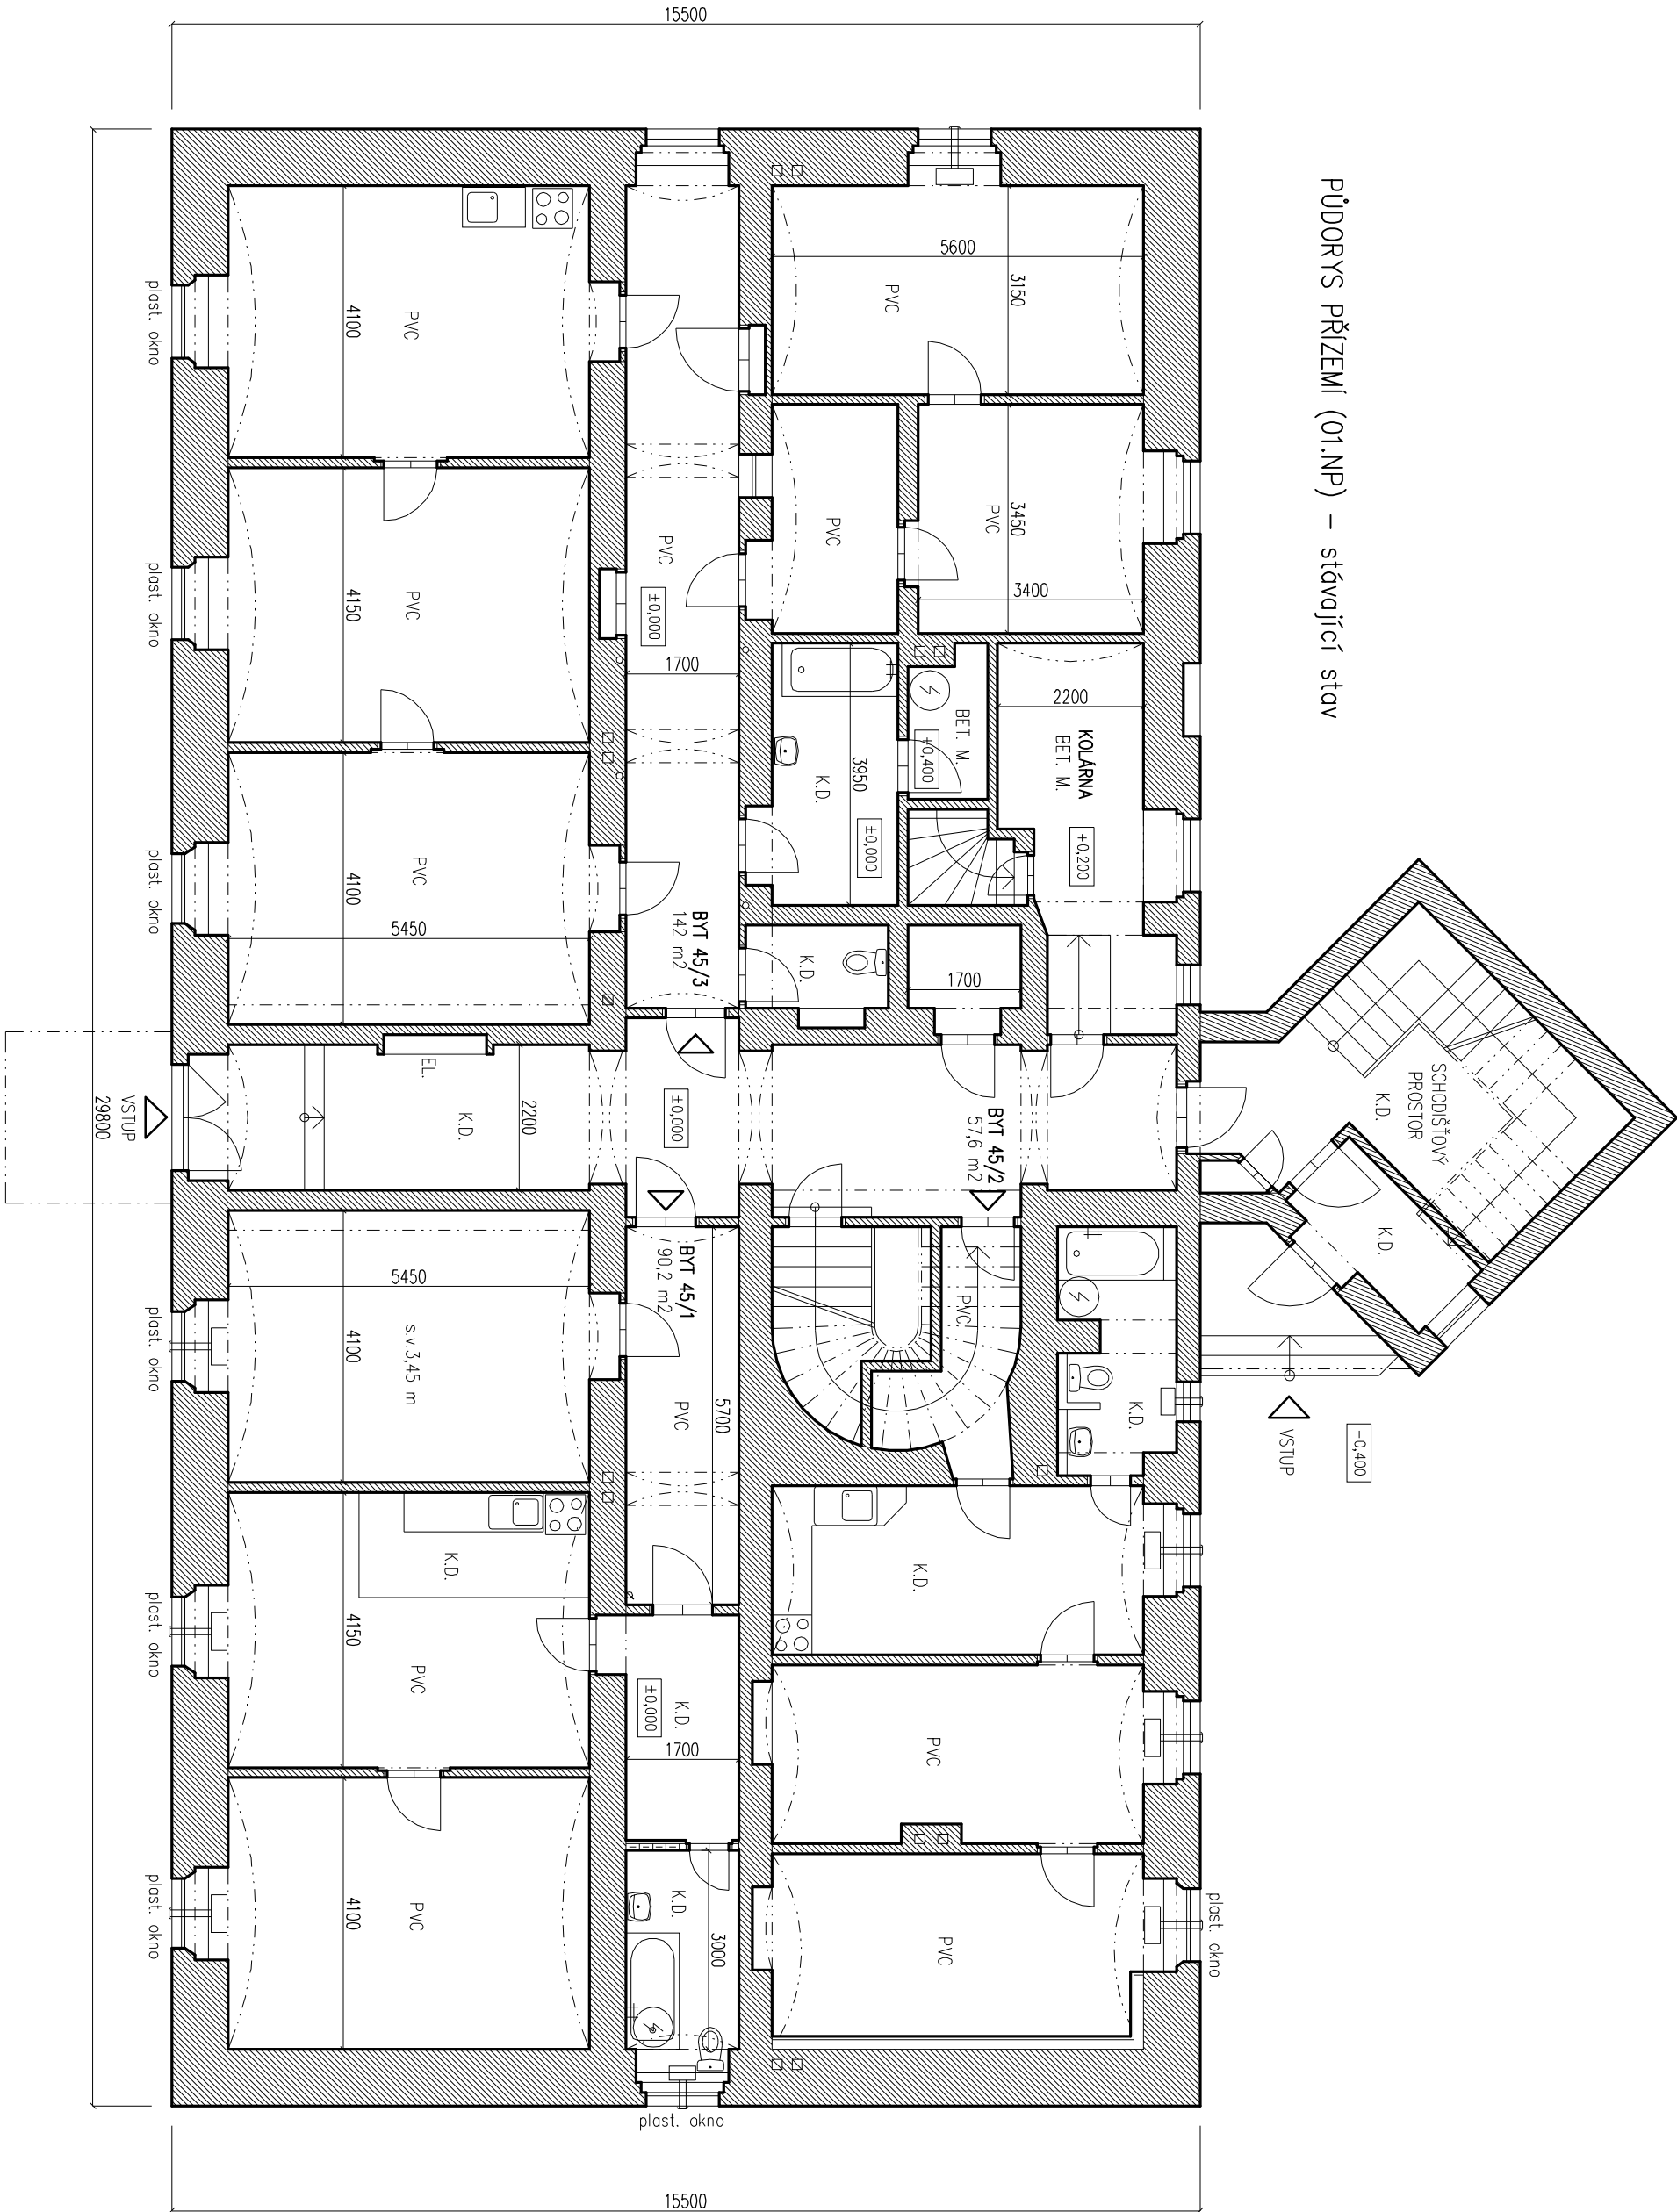 PŮDORYS PŘÍZEMÍ (01.NP) – stávající stav
15500
5600
3150
PVC
PVC
4100
plast. okno
3450
PVC
3400
PVC
PVC
±0,000
1700
PVC
4150
plast. okno
2200
KOLÁRNA
BET. M.
+0,200
BET. M.
+0,400
3950
K.D.
±0,000
PVC
4100
5450
plast. okno
BYT 45/3
142 m2
K.D.
1700
SCHODIŠŤOVÝ
PROSTOR
K.D.
K.D.
EL.
K.D.
2200
±0,000
BYT 45/2
57,6 m2
VSTUP
29800
VSTUP
-0,400
BYT 45/1
90,2 m2
PVC
K.D.
5450
4100
s.v.3,45 m
plast. okno
5700
PVC
K.D.
K.D.
4150
PVC
plast. okno
±0,000
K.D.
1700
PVC
PVC
4100
plast. okno
K.D.
3000
PVC
plast. okno
plast. okno
15500